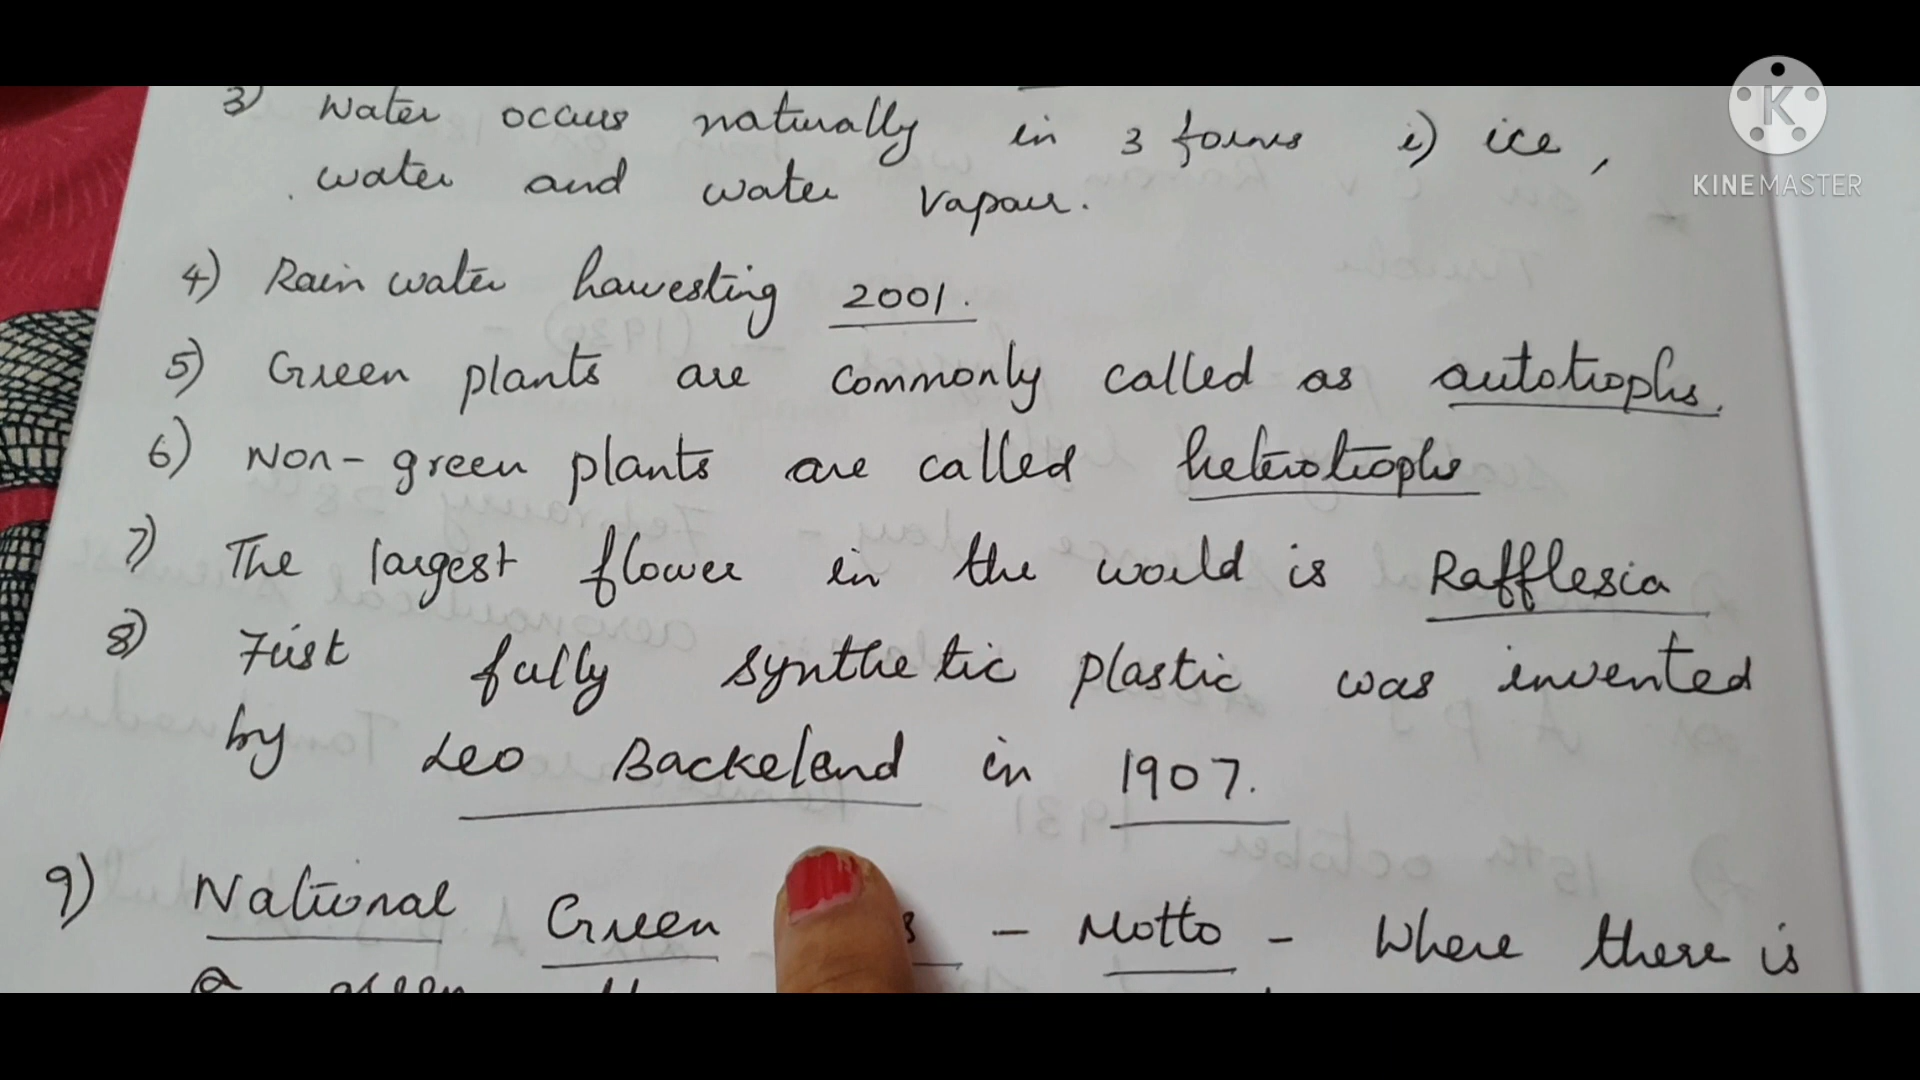 3) Water occurs naturally in 3 forms i) ice,
water and water vapour.
4) Rain water harvesting 2001.
5) Green plants are commonly called as autotrophs.
6) Non-green plants are called heterotrophs
7) The largest flower in the world is Rafflesia
8) First fully synthetic plastic was invented
by Leo Backeland in 1907.
9) National Green - Motto - Where there is
a green
KINEMASTER